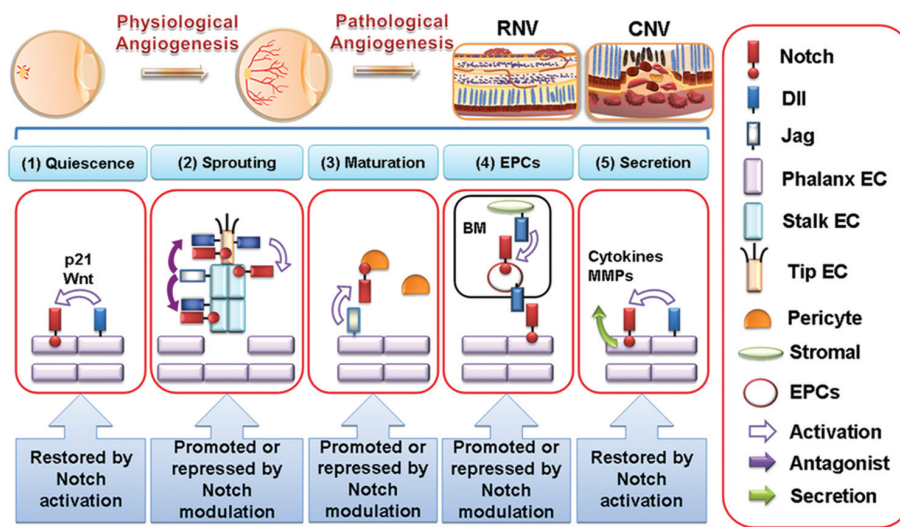 Physiological
Angiogenesis
Pathological
Angiogenesis
RNV
CNV
(1) Quiescence
(2) Sprouting
(3) Maturation
(4) EPCs
(5) Secretion
p21
Wnt
BM
Cytokines
MMPs
Restored by
Notch
activation
Promoted or
repressed by
Notch
modulation
Promoted or
repressed by
Notch
modulation
Promoted or
repressed by
Notch
modulation
Restored by
Notch
activation
Notch
Dll
Jag
Phalanx EC
Stalk EC
Tip EC
Pericyte
Stromal
EPCs
Activation
Antagonist
Secretion